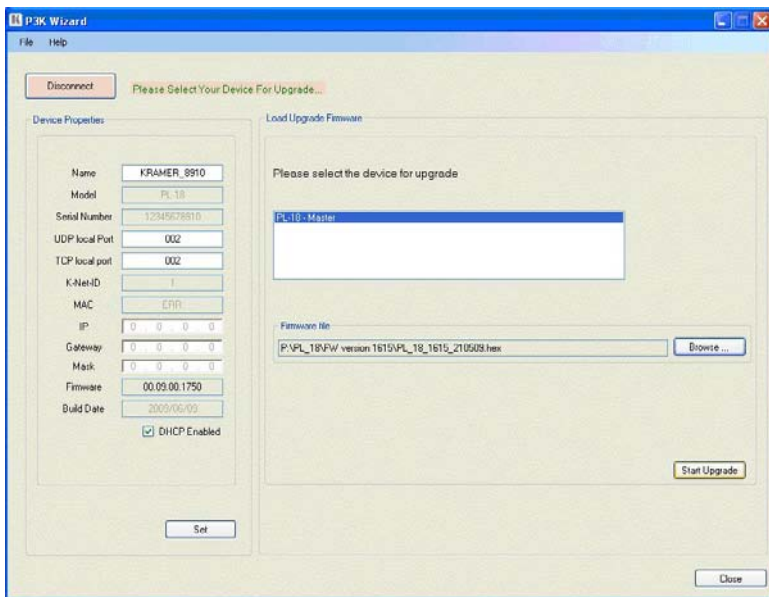 P3K Wizard
File Help
Disconnect
Please Select Your Device For Upgrade...
Device Properties
Name KRAMER_8910
Model PL-18
Serial Number 12345678910
UDP local Port 002
TCP local port 002
K-Net-ID 1
MAC ERR
IP 0 . 0 . 0 . 0
Gateway 0 . 0 . 0 . 0
Mask 0 . 0 . 0 . 0
Firmware 00.09.00.1750
Build Date 2009/06/09
DHCP Enabled
Set
Load Upgrade Firmware
Please select the device for upgrade
PL-18 - Master
Firmware file
P:\PL_18\FW version 1615\PL_18_1615_210509.hex
Browse ...
Start Upgrade
Close